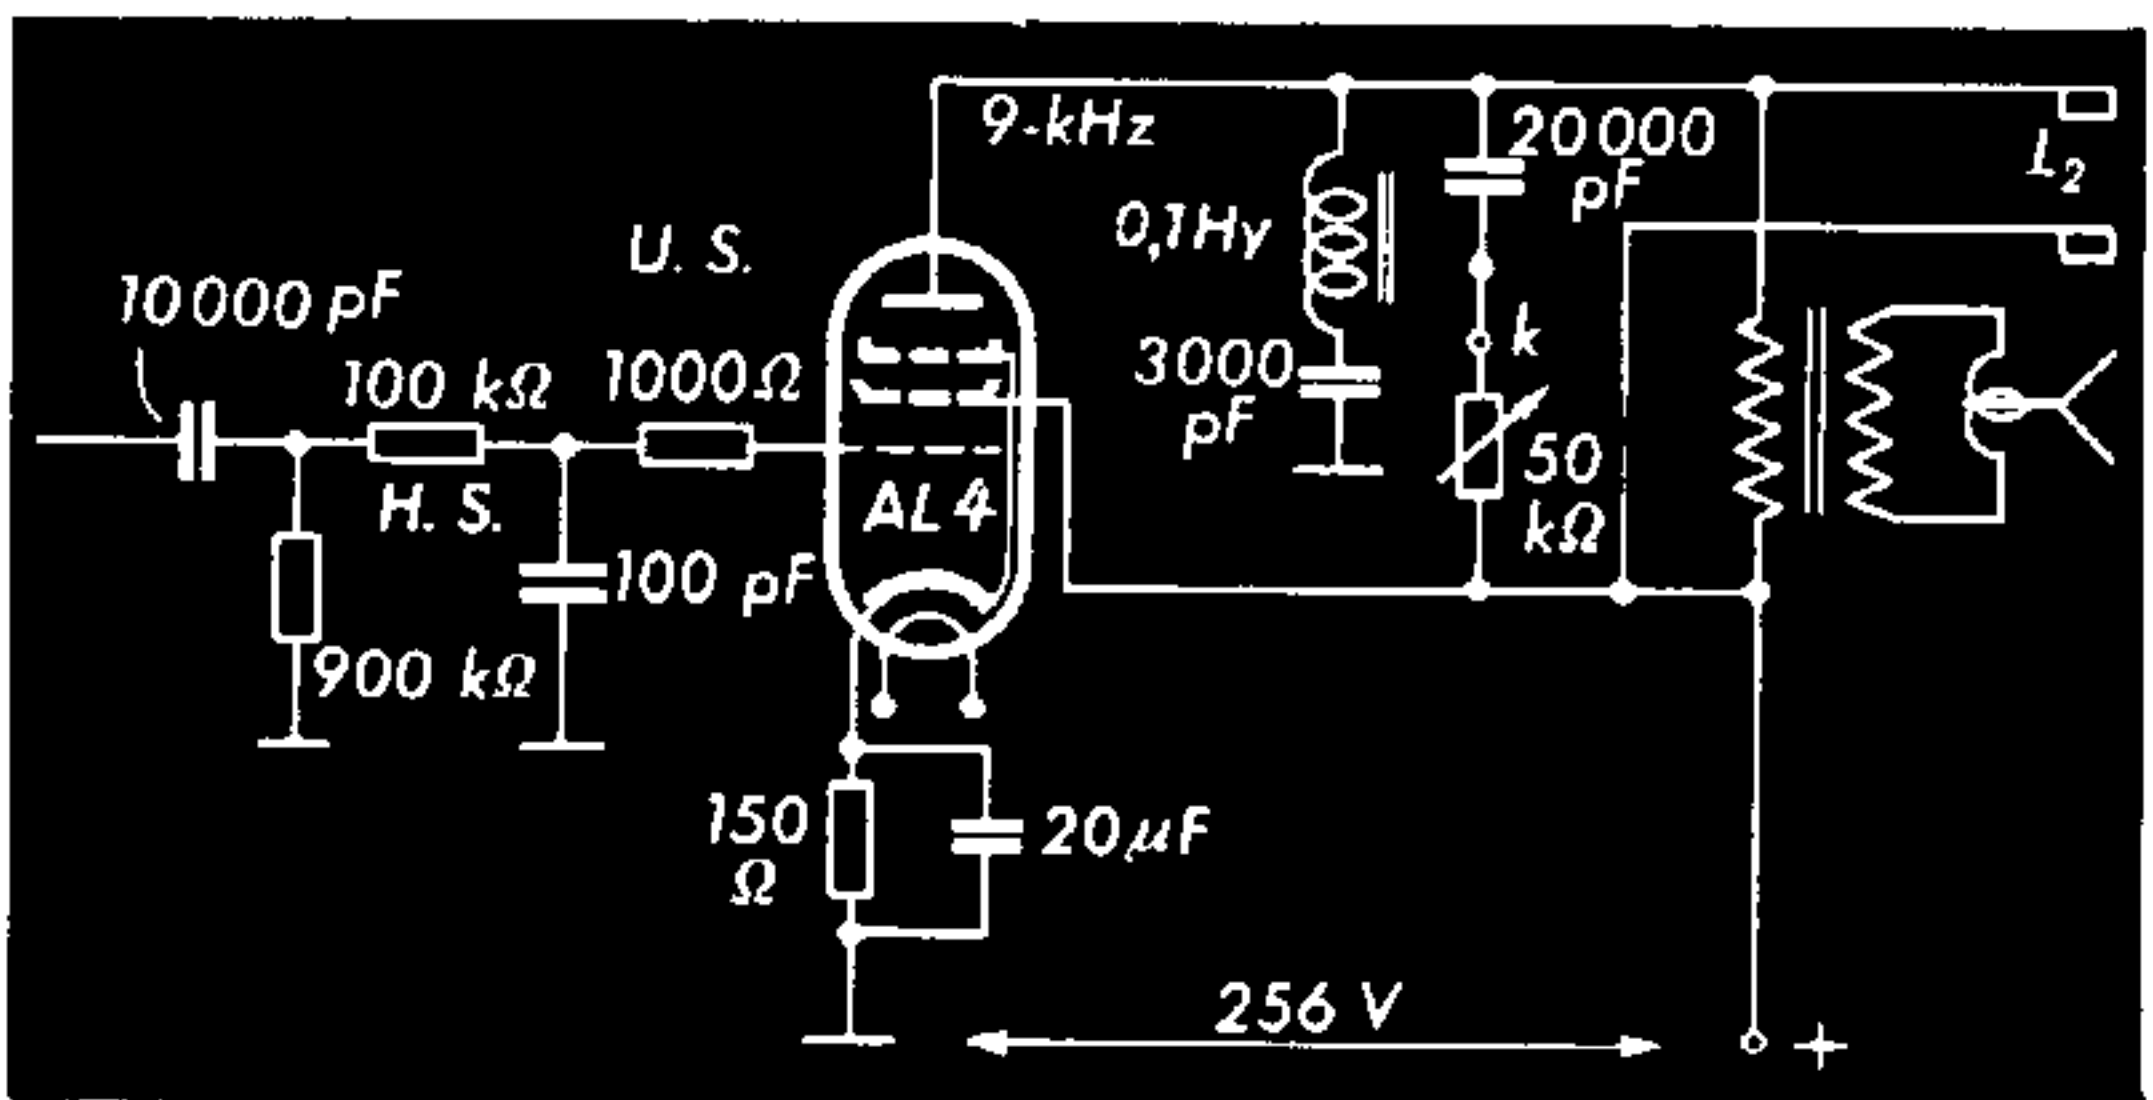 9-kHz
20000
pF
L2
0,1Hy
U. S.
10000 pF
k
3000
pF
100 kΩ
1000Ω
50
kΩ
H. S.
AL4
100 pF
900 kΩ
150
Ω
20µF
256 V
+